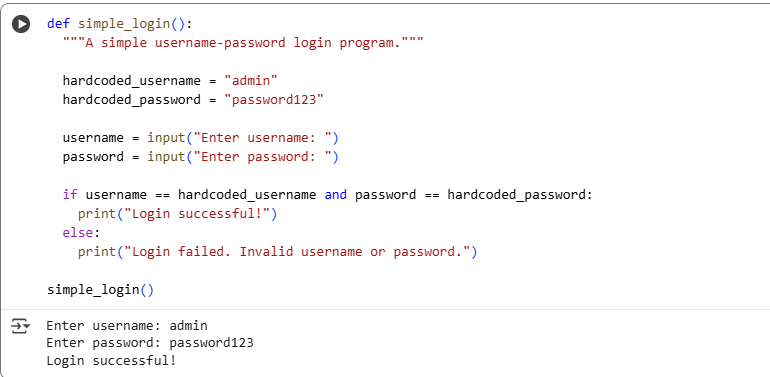 def simple_login():
  """A simple username-password login program."""
  hardcoded_username = "admin"
  hardcoded_password = "password123"
  username = input("Enter username: ")
  password = input("Enter password: ")
  if username == hardcoded_username and password == hardcoded_password:
    print("Login successful!")
  else:
    print("Login failed. Invalid username or password.")
simple_login()
Enter username: admin
Enter password: password123
Login successful!